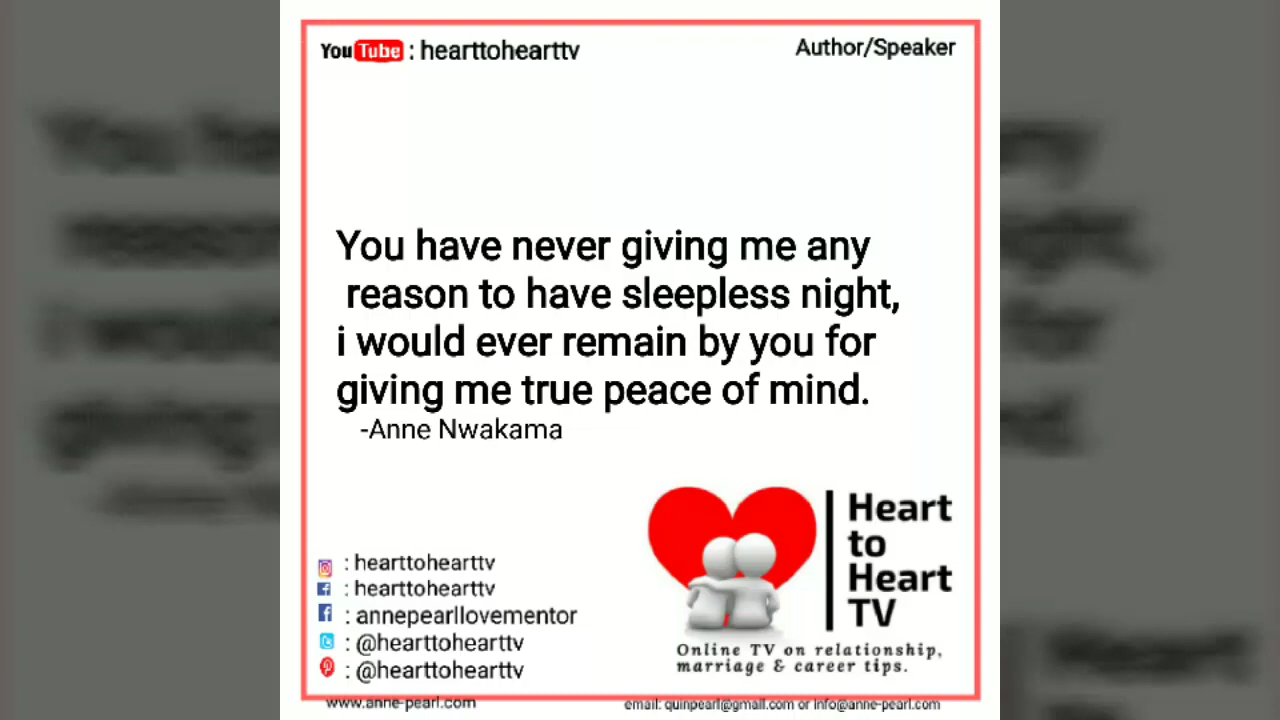 YouTube : hearttohearttv
Author/Speaker
You have never giving me any
reason to have sleepless night,
i would ever remain by you for
giving me true peace of mind.
-Anne Nwakama
: hearttohearttv
: hearttohearttv
: annepearllovementor
: @hearttohearttv
: @hearttohearttv
Heart
to
Heart
TV
Online TV on relationship,
marriage & career tips.
www.anne-pearl.com
email: quinpearl@gmail.com or info@anne-pearl.com